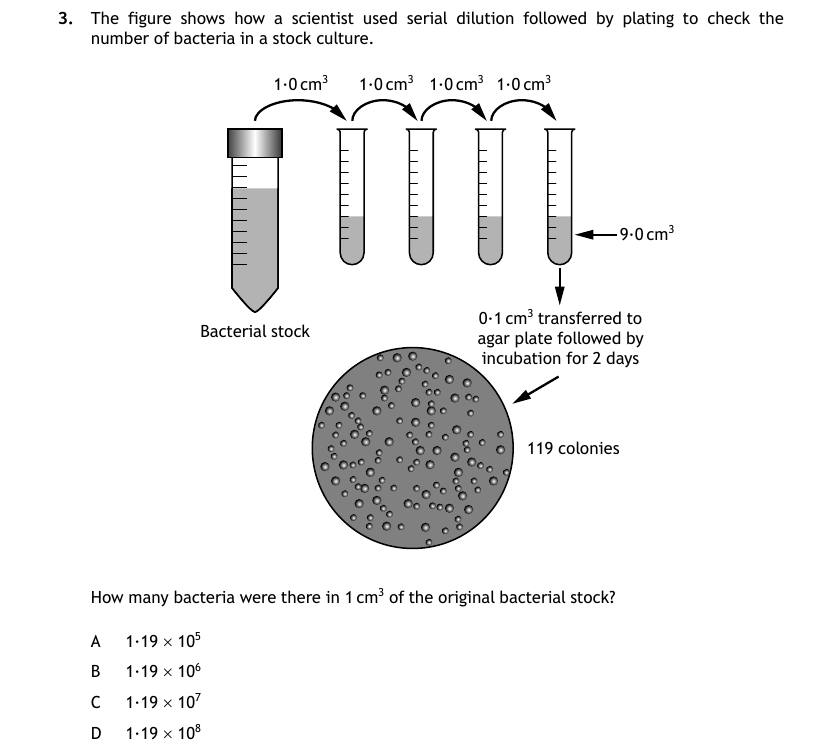 3. The figure shows how a scientist used serial dilution followed by plating to check the
number of bacteria in a stock culture.
1·0 cm³ 1·0 cm³ 1·0 cm³ 1·0 cm³
9·0 cm³
Bacterial stock
0·1 cm³ transferred to
agar plate followed by
incubation for 2 days
119 colonies
How many bacteria were there in 1 cm³ of the original bacterial stock?
A 1·19 × 10⁵
B 1·19 × 10⁶
C 1·19 × 10⁷
D 1·19 × 10⁸